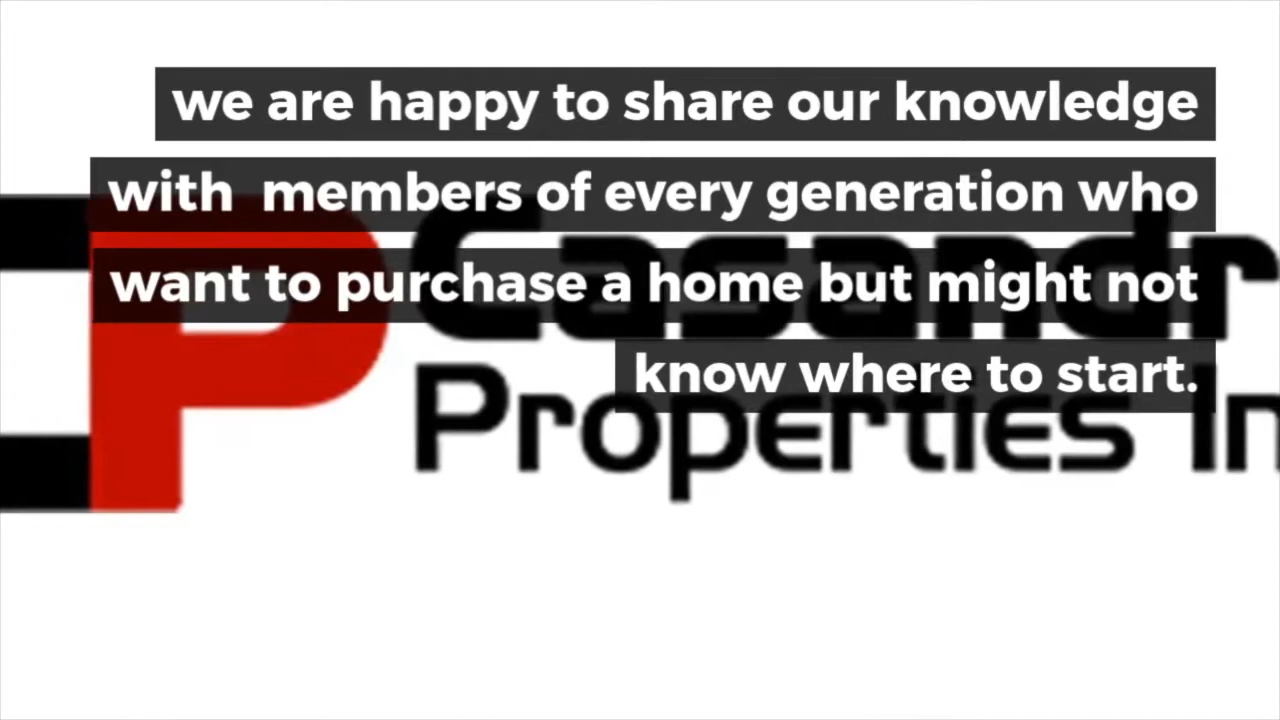 we are happy to share our knowledge
with  members of every generation who
want to purchase a home but might not
know where to start.
P Casandr
Properties In